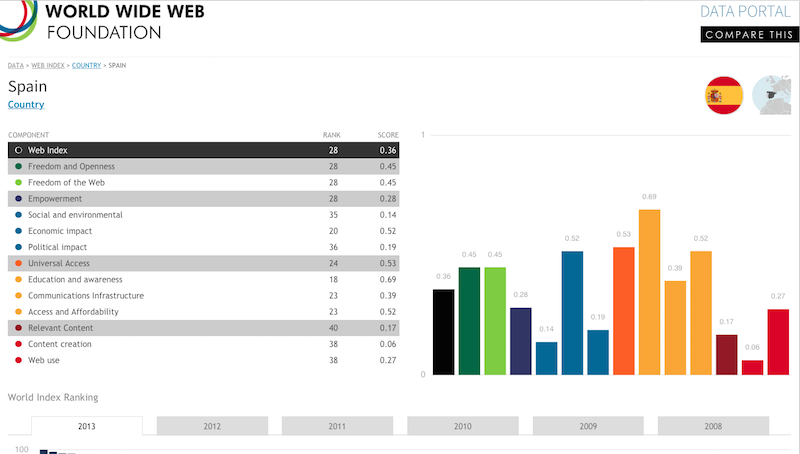 WORLD WIDE WEB
FOUNDATION
DATA PORTAL
COMPARE THIS
DATA > WEB INDEX > COUNTRY > SPAIN
Spain
Country
COMPONENT RANK SCORE
Web Index 28 0.36
Freedom and Openness 28 0.45
Freedom of the Web 28 0.45
Empowerment 28 0.28
Social and environmental 35 0.14
Economic impact 20 0.52
Political impact 36 0.19
Universal Access 24 0.53
Education and awareness 18 0.69
Communications Infrastructure 23 0.39
Access and Affordability 23 0.52
Relevant Content 40 0.17
Content creation 38 0.06
Web use 38 0.27
1
0.36 0.45 0.45 0.28 0.14 0.52 0.19 0.53 0.69 0.39 0.52 0.17 0.06 0.27
0
World Index Ranking
2013 2012 2011 2010 2009 2008
100